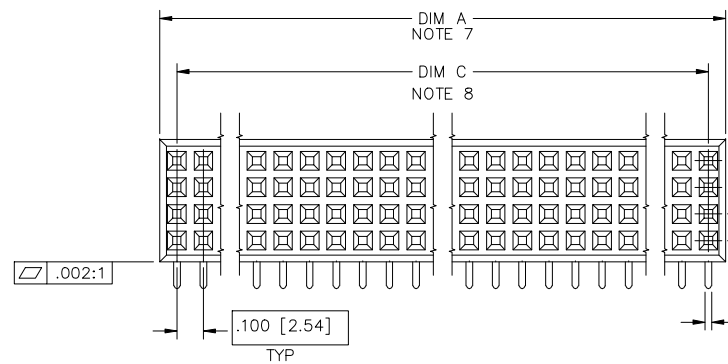 DIM A
NOTE 7
DIM C
NOTE 8
.002:1
.100 [2.54]
TYP